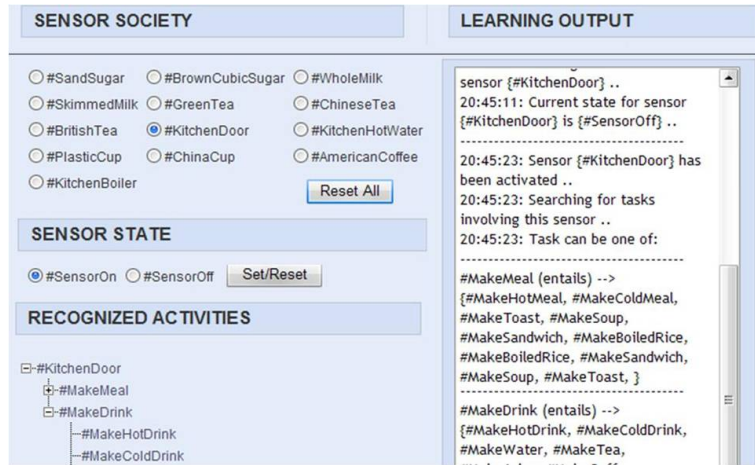 SENSOR SOCIETY
#SandSugar #BrownCubicSugar #WholeMilk
#SkimmedMilk #GreenTea #ChineseTea
#BritishTea #KitchenDoor #KitchenHotWater
#PlasticCup #ChinaCup #AmericanCoffee
#KitchenBoiler
Reset All
SENSOR STATE
#SensorOn #SensorOff Set/Reset
RECOGNIZED ACTIVITIES
#KitchenDoor
#MakeMeal
#MakeDrink
#MakeHotDrink
#MakeColdDrink
LEARNING OUTPUT
sensor {#KitchenDoor} ..
20:45:11: Current state for sensor
{#KitchenDoor} is {#SensorOff} ..
--------------------------------------
20:45:23: Sensor {#KitchenDoor} has
been activated ..
20:45:23: Searching for tasks
involving this sensor ..
20:45:23: Task can be one of:
--------------------------------------
#MakeMeal (entails) -->
{#MakeHotMeal, #MakeColdMeal,
#MakeToast, #MakeSoup,
#MakeSandwich, #MakeBoiledRice,
#MakeBoiledRice, #MakeSandwich,
#MakeSoup, #MakeToast, }
--------------------------------------
#MakeDrink (entails) -->
{#MakeHotDrink, #MakeColdDrink,
#MakeWater, #MakeTea,